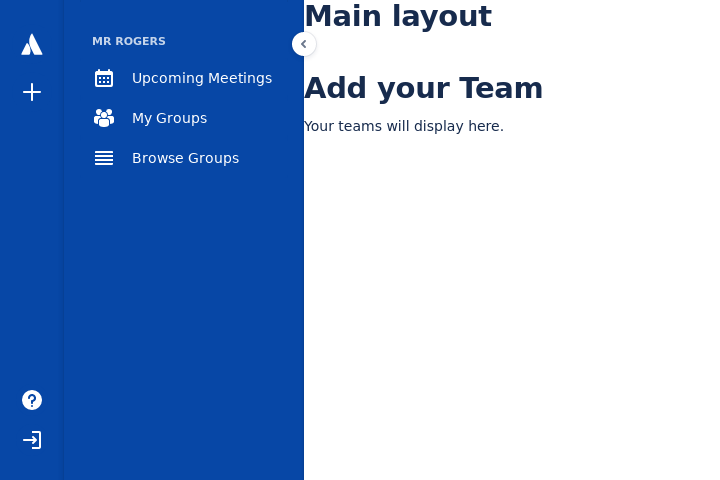 MR ROGERS
Upcoming Meetings
My Groups
Browse Groups
Main layout
Add your Team
Your teams will display here.